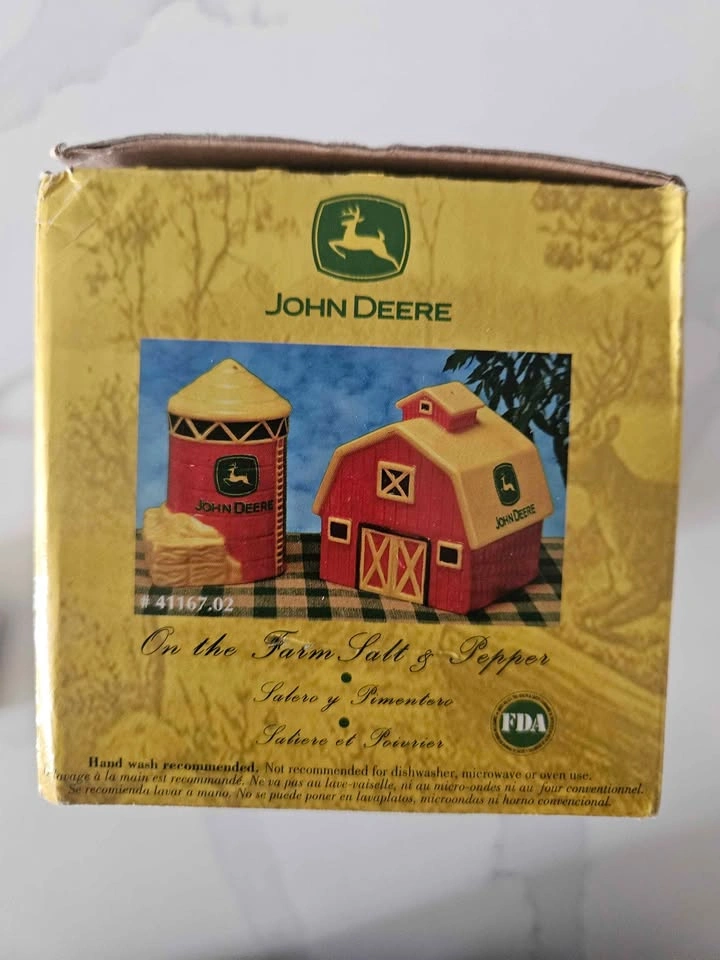 JOHN DEERE
JOHN DEERE
JOHN DEERE
# 41167.02
On the Farm Salt & Pepper
Salero y Pimentero
Saliere et Poivrier
FDA
Hand wash recommended. Not recommended for dishwasher, microwave or oven use.
lavage à la main est recommandé. Ne va pas au lave-vaiselle, ni au micro-ondes ni au four conventionnel.
Se recomienda lavar a mano. No se puede poner en lavaplatos, microondas ni horno convencional.